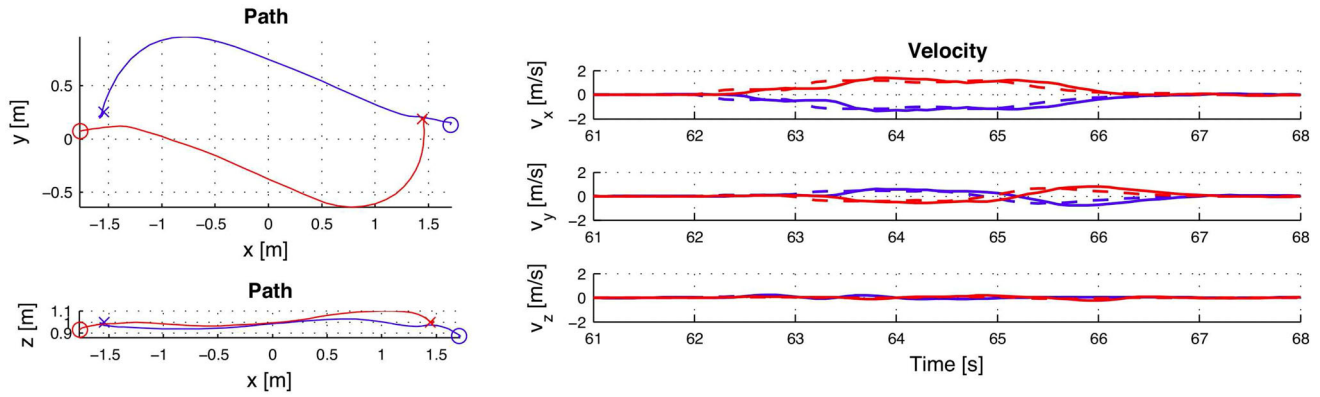 Path
0.5
0
−0.5
y [m]
−1.5 −1 −0.5 0 0.5 1 1.5
x [m]
Path
1.1
1
0.9
z [m]
−1.5 −1 −0.5 0 0.5 1 1.5
x [m]
Velocity
2
0
−2
v_x [m/s]
61 62 63 64 65 66 67 68
2
0
−2
v_y [m/s]
61 62 63 64 65 66 67 68
2
0
−2
v_z [m/s]
61 62 63 64 65 66 67 68
Time [s]